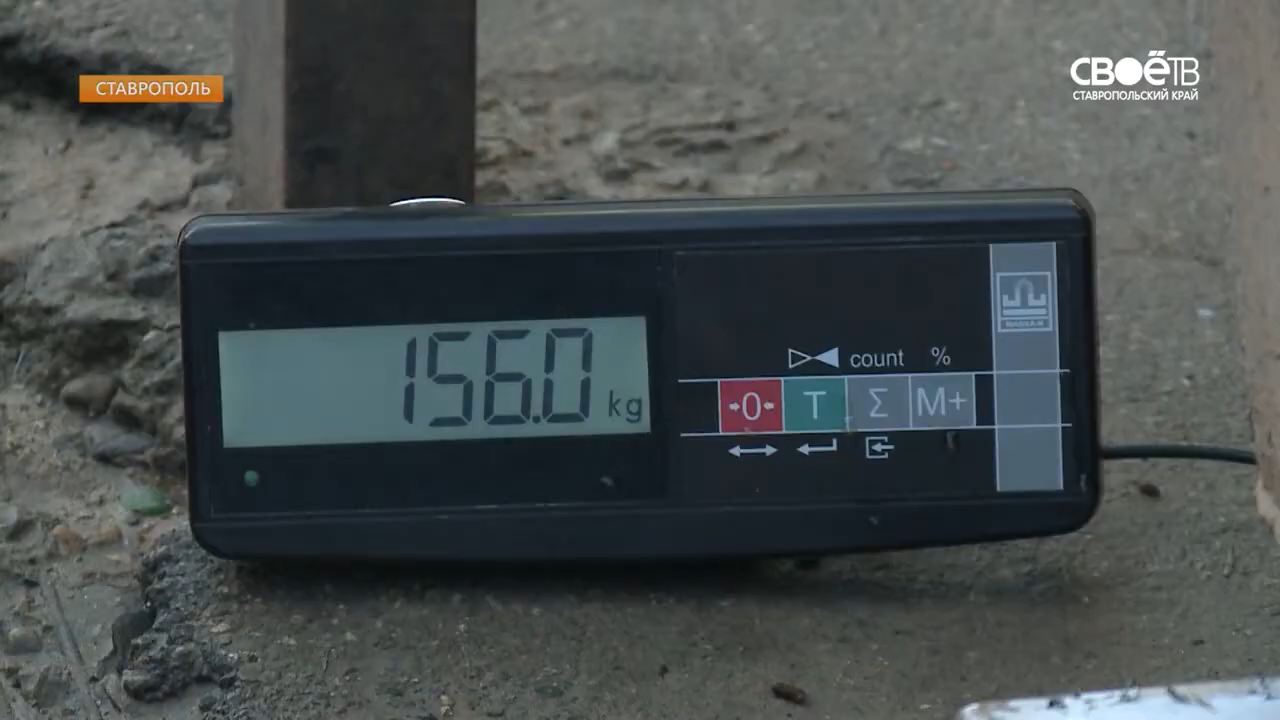 СТАВРОПОЛЬ
СВОЁТВ
СТАВРОПОЛЬСКИЙ КРАЙ
156.0 kg
count %
0 T Σ M+